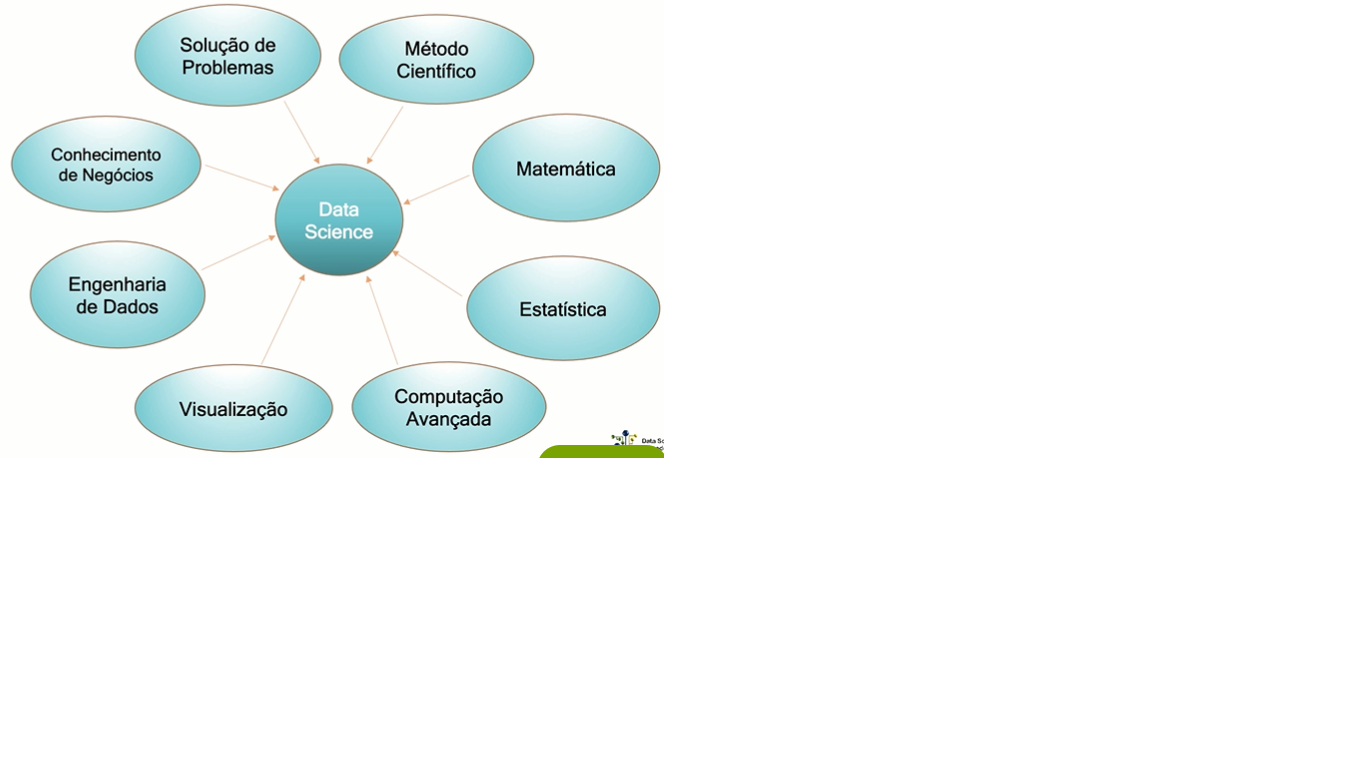 Solução de
Problemas
Método
Científico
Conhecimento
de Negócios
Matemática
Data
Science
Engenharia
de Dados
Estatística
Visualização
Computação
Avançada
Data